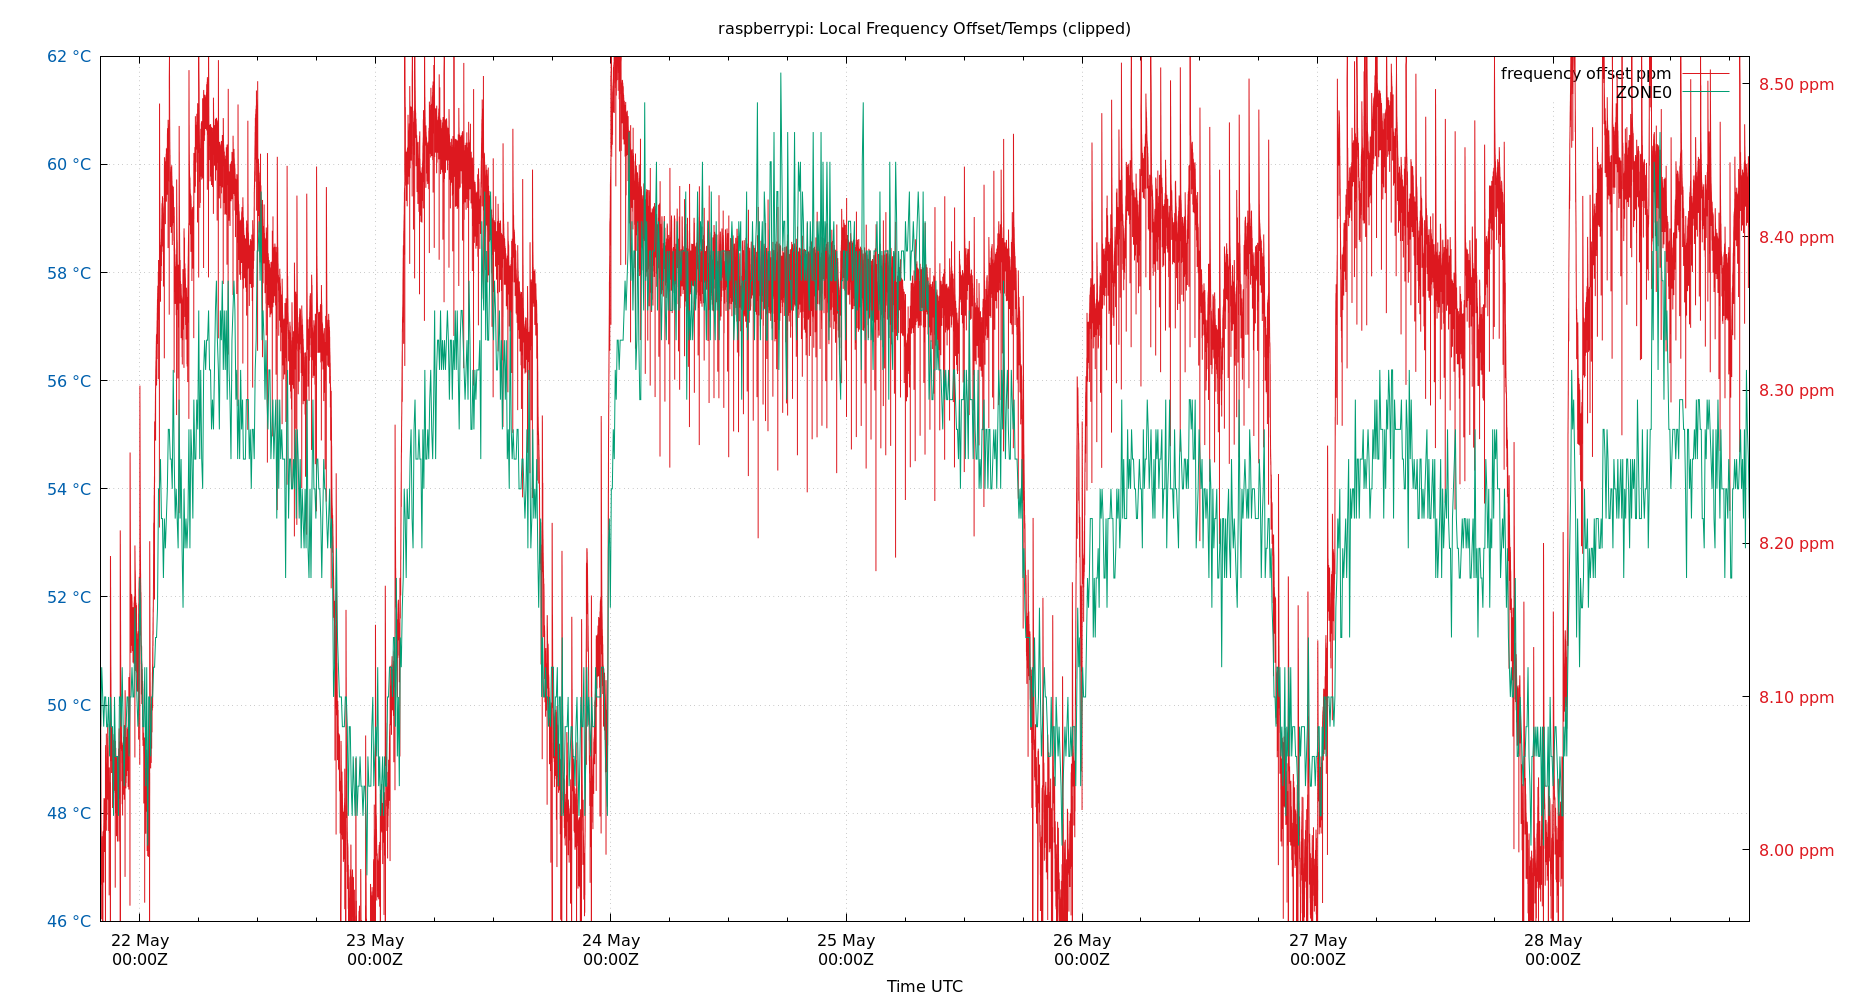 raspberrypi: Local Frequency Offset/Temps (clipped)
62 °C
60 °C
58 °C
56 °C
54 °C
52 °C
50 °C
48 °C
46 °C
frequency offset ppm
ZONE0
8.50 ppm
8.40 ppm
8.30 ppm
8.20 ppm
8.10 ppm
8.00 ppm
22 May 23 May 24 May 25 May 26 May 27 May 28 May
00:00Z 00:00Z 00:00Z 00:00Z 00:00Z 00:00Z 00:00Z
Time UTC